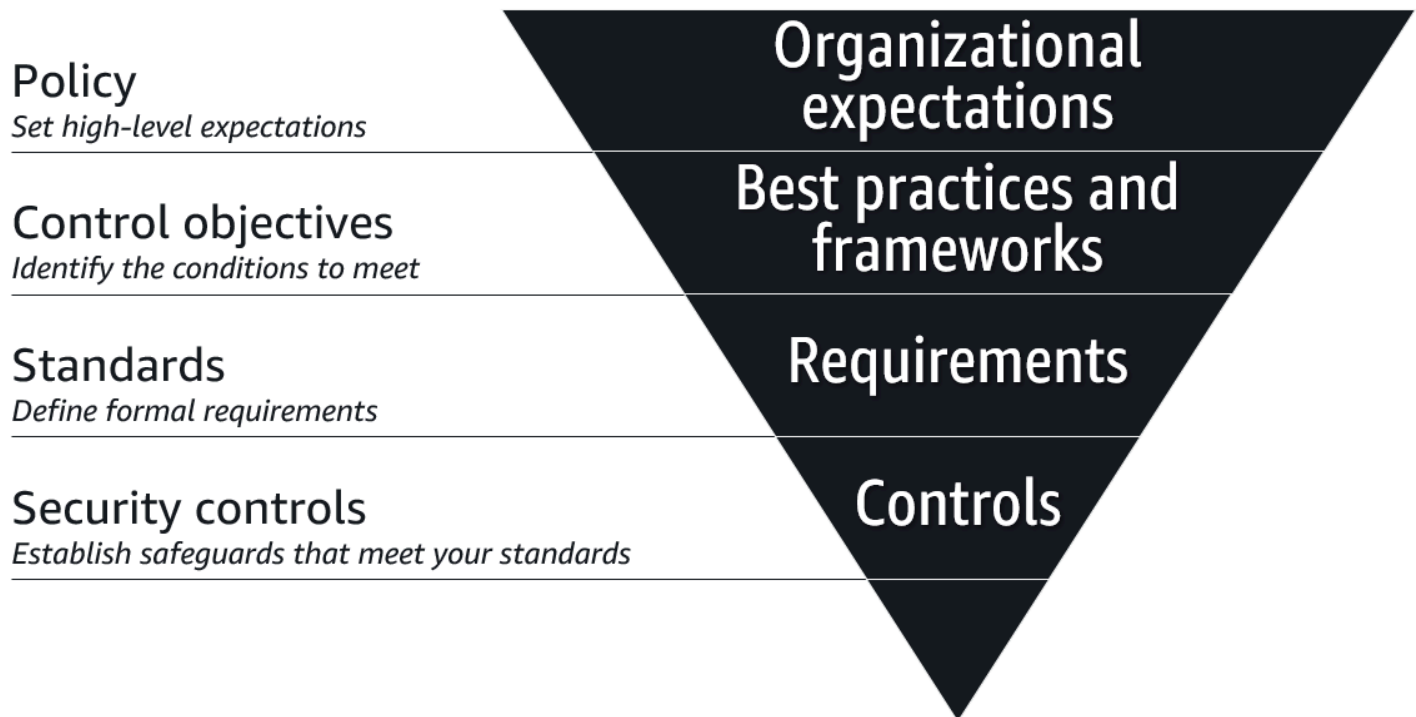 Policy
Set high-level expectations
Organizational
expectations
Control objectives
Identify the conditions to meet
Best practices and
frameworks
Standards
Define formal requirements
Requirements
Security controls
Establish safeguards that meet your standards
Controls